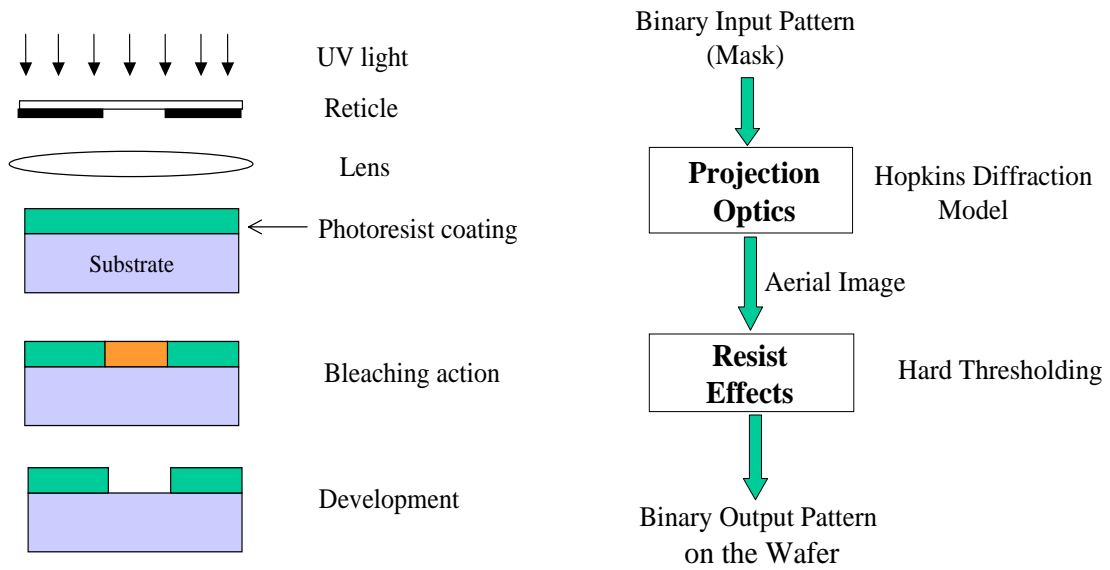 UV light
Reticle
Lens
Photoresist coating
Substrate
Bleaching action
Development
Binary Input Pattern
(Mask)
Projection
Optics
Hopkins Diffraction
Model
Aerial Image
Resist
Effects
Hard Thresholding
Binary Output Pattern
on the Wafer